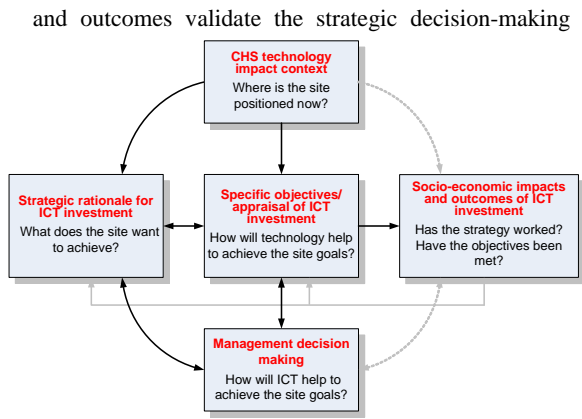 and outcomes validate the strategic decision-making
CHS technology
impact context
Where is the site
positioned now?
Strategic rationale for
ICT investment
What does the site want
to achieve?
Specific objectives/
appraisal of ICT
investment
How will technology help
to achieve the site goals?
Socio-economic impacts
and outcomes of ICT
investment
Has the strategy worked?
Have the objectives been
met?
Management decision
making
How will ICT help to
achieve the site goals?